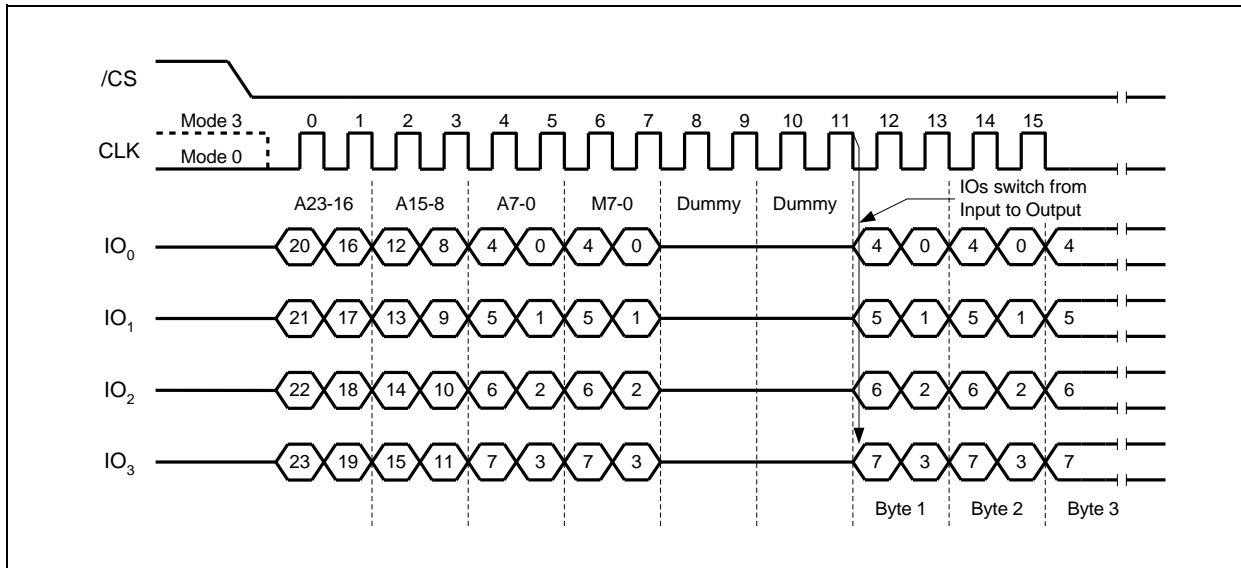 /CS
Mode 3 0 1 2 3 4 5 6 7 8 9 10 11 12 13 14 15
CLK
Mode 0
IOs switch from
A23-16 A15-8 A7-0 M7-0 Dummy Dummy
Input to Output
IO0 20 16 12 8 4 0 4 0 4 0 4 0 4
IO1 21 17 13 9 5 1 5 1 5 1 5 1 5
IO2 22 18 14 10 6 2 6 2 6 2 6 2 6
IO3 23 19 15 11 7 3 7 3 7 3 7 3 7
Byte 1 Byte 2 Byte 3